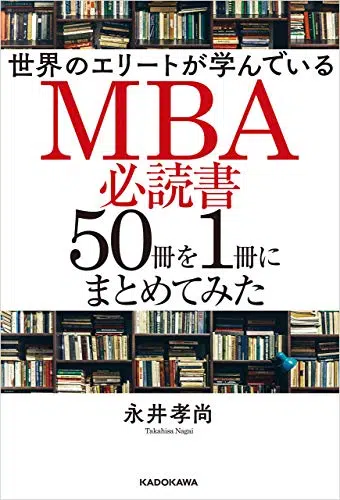 世界のエリートが学んでいる
MBA
必読書
50冊を1冊に
まとめてみた
永井孝尚
Takahisa Nagai
KADOKAWA